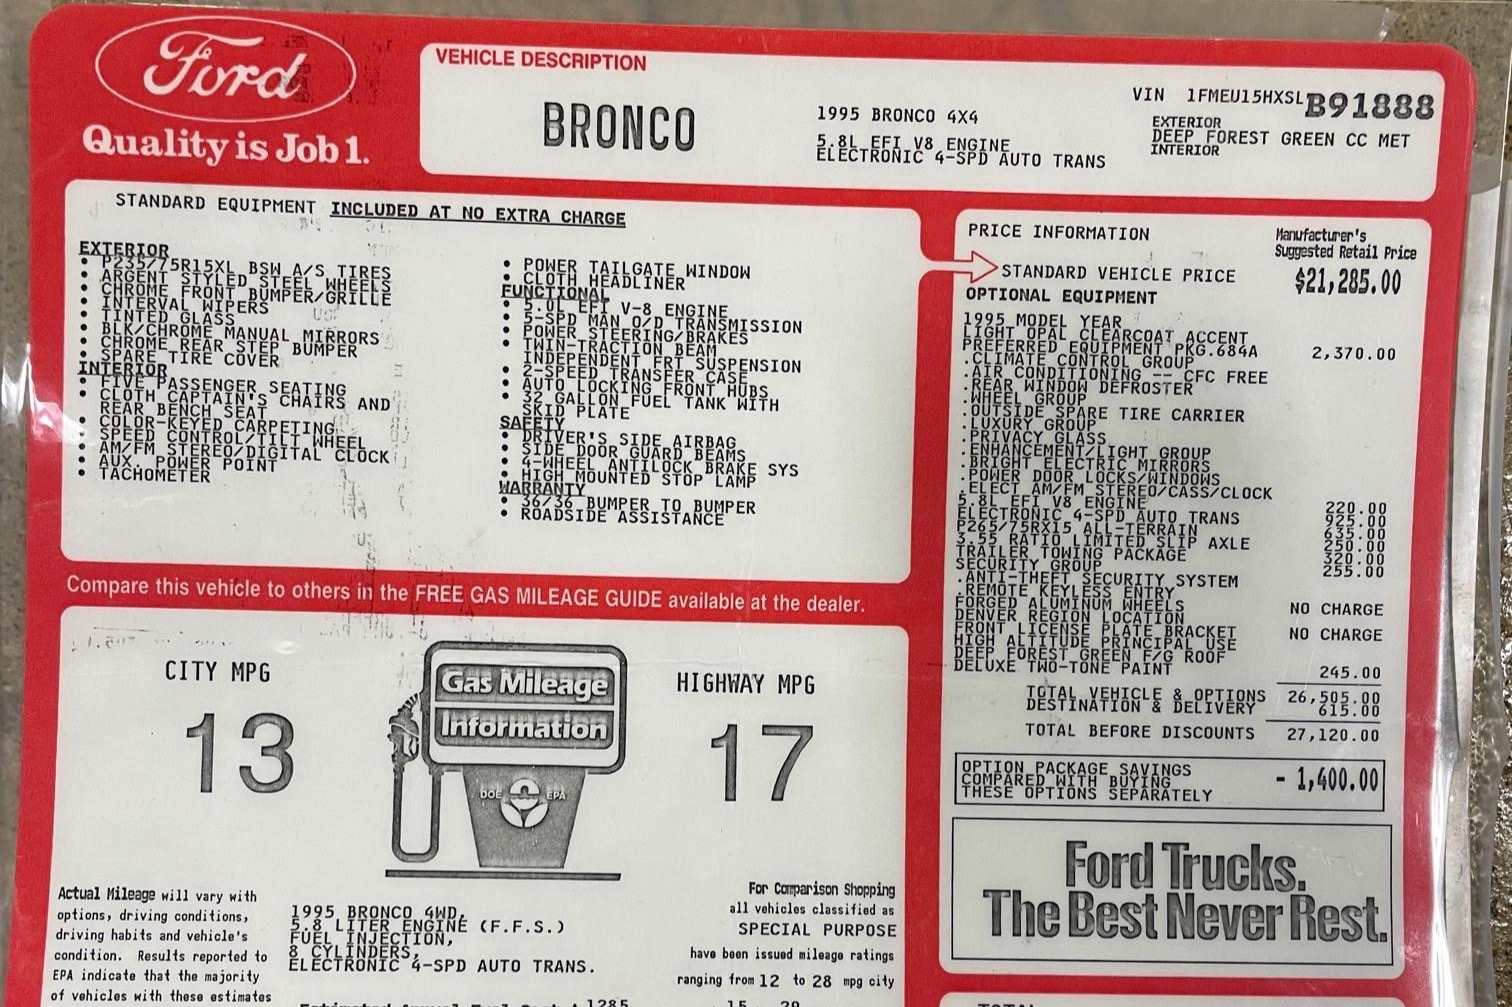 Ford
Quality is Job 1.
VEHICLE DESCRIPTION
BRONCO
1995 BRONCO 4X4
5.8L EFI V8 ENGINE
ELECTRONIC 4-SPD AUTO TRANS
VIN 1FMEU15HXSLB91888
EXTERIOR
DEEP FOREST GREEN CC MET
INTERIOR
STANDARD EQUIPMENT INCLUDED AT NO EXTRA CHARGE
EXTERIOR
• P235/75R15XL BSW A/S TIRES
• ARGENT STYLED STEEL WHEELS
• CHROME FRONT BUMPER/GRILLE
• INTERVAL WIPERS
• TINTED GLASS
• BLK/CHROME MANUAL MIRRORS
• CHROME REAR STEP BUMPER
• SPARE TIRE COVER
INTERIOR
• FIVE PASSENGER SEATING
• CLOTH CAPTAIN'S CHAIRS AND
REAR BENCH SEAT
• COLOR-KEYED CARPETING
• SPEED CONTROL/TILT WHEEL
• AM/FM STEREO/DIGITAL CLOCK
• AUX. POWER POINT
• TACHOMETER
• POWER TAILGATE WINDOW
• CLOTH HEADLINER
FUNCTIONAL
• 5.0L EFI V-8 ENGINE
• 5-SPD MAN O/D TRANSMISSION
• POWER STEERING/BRAKES
• TWIN-TRACTION BEAM
INDEPENDENT FRT SUSPENSION
• 2-SPEED TRANSFER CASE
• AUTO LOCKING FRONT HUBS
• 32 GALLON FUEL TANK WITH
SKID PLATE
SAFETY
• DRIVER'S SIDE AIRBAG
• SIDE DOOR GUARD BEAMS
• 4-WHEEL ANTILOCK BRAKE SYS
• HIGH MOUNTED STOP LAMP
WARRANTY
• 36/36 BUMPER TO BUMPER
• ROADSIDE ASSISTANCE
PRICE INFORMATION
Manufacturer's
Suggested Retail Price
STANDARD VEHICLE PRICE $21,285.00
OPTIONAL EQUIPMENT
1995 MODEL YEAR
LIGHT OPAL CLEARCOAT ACCENT
PREFERRED EQUIPMENT PKG.684A 2,370.00
.CLIMATE CONTROL GROUP
.AIR CONDITIONING -- CFC FREE
.REAR WINDOW DEFROSTER
.WHEEL GROUP
.OUTSIDE SPARE TIRE CARRIER
.LUXURY GROUP
.PRIVACY GLASS
.ENHANCEMENT/LIGHT GROUP
.BRIGHT ELECTRIC MIRRORS
.POWER DOOR LOCKS/WINDOWS
.ELECT AM/FM STEREO/CASS/CLOCK
5.8L EFI V8 ENGINE 220.00
ELECTRONIC 4-SPD AUTO TRANS 925.00
P265/75RX15 ALL-TERRAIN 635.00
3.55 RATIO LIMITED SLIP AXLE 250.00
TRAILER TOWING PACKAGE 320.00
SECURITY GROUP 255.00
.ANTI-THEFT SECURITY SYSTEM
.REMOTE KEYLESS ENTRY
FORGED ALUMINUM WHEELS NO CHARGE
DENVER REGION LOCATION
FRONT LICENSE PLATE BRACKET NO CHARGE
HIGH ALTITUDE PRINCIPAL USE
DEEP FOREST GREEN F/G ROOF
DELUXE TWO-TONE PAINT 245.00
TOTAL VEHICLE & OPTIONS 26,505.00
DESTINATION & DELIVERY 615.00
TOTAL BEFORE DISCOUNTS 27,120.00
OPTION PACKAGE SAVINGS
COMPARED WITH BUYING
THESE OPTIONS SEPARATELY - 1,400.00
Ford Trucks.
The Best Never Rest.
Compare this vehicle to others in the FREE GAS MILEAGE GUIDE available at the dealer.
CITY MPG
13
Gas Mileage
Information
DOE EPA
HIGHWAY MPG
17
Actual Mileage will vary with
options, driving conditions,
driving habits and vehicle's
condition. Results reported to
EPA indicate that the majority
of vehicles with these estimates
1995 BRONCO 4WD,
5.8 LITER ENGINE (F.F.S.)
FUEL INJECTION,
8 CYLINDERS,
ELECTRONIC 4-SPD AUTO TRANS.
For Comparison Shopping
all vehicles classified as
SPECIAL PURPOSE
have been issued mileage ratings
ranging from 12 to 28 mpg city